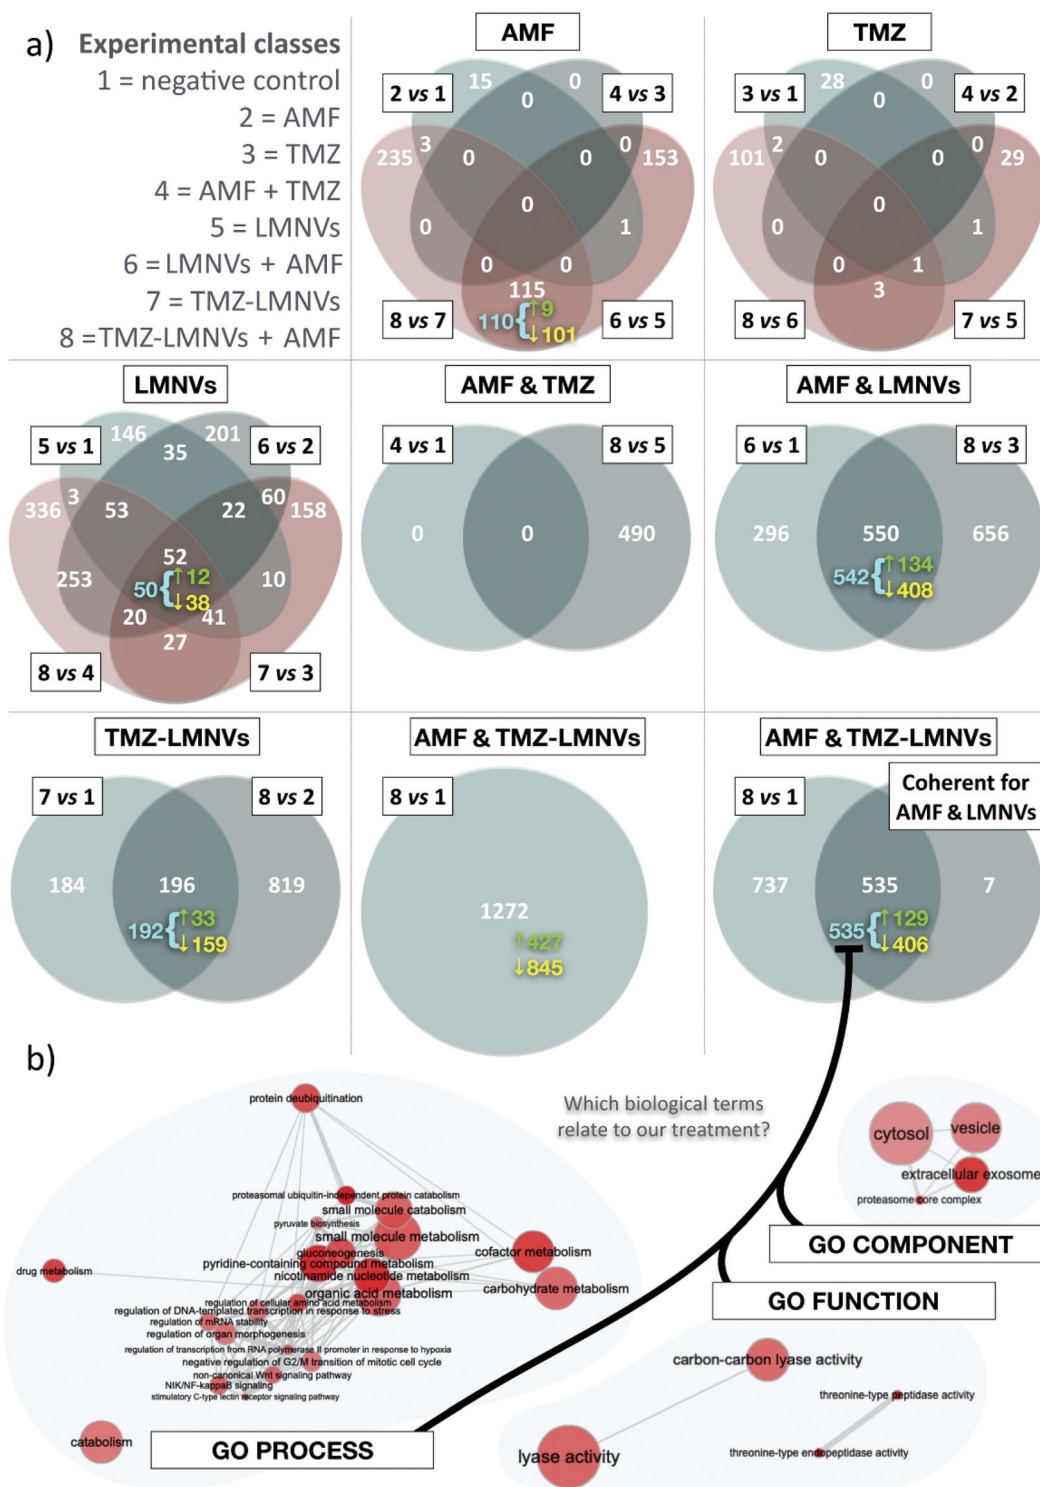 a)
Experimental classes
1 = negative control
2 = AMF
3 = TMZ
4 = AMF + TMZ
5 = LMNVs
6 = LMNVs + AMF
7 = TMZ-LMNVs
8 =TMZ-LMNVs + AMF
AMF
2 vs 1
15
0
4 vs 3
0
235
3
0
0
0
153
0
0
1
0
0
115
110 { ↑9
↓101
8 vs 7
6 vs 5
TMZ
3 vs 1
28
0
4 vs 2
0
101
2
0
0
0
29
0
0
1
0
1
3
8 vs 6
7 vs 5
LMNVs
5 vs 1
146
201
6 vs 2
35
336
3
53
22
60
158
52
253
50 { ↑12
↓38
10
20
41
27
8 vs 4
7 vs 3
AMF & TMZ
4 vs 1
8 vs 5
0
0
490
AMF & LMNVs
6 vs 1
8 vs 3
296
550
656
542 { ↑134
↓408
TMZ-LMNVs
7 vs 1
8 vs 2
184
196
819
192 { ↑33
↓159
AMF & TMZ-LMNVs
8 vs 1
1272
↑427
↓845
AMF & TMZ-LMNVs
8 vs 1
Coherent for
AMF & LMNVs
737
535
7
535 { ↑129
↓406
b)
Which biological terms
relate to our treatment?
protein deubiquitination
proteasomal ubiquitin-independent protein catabolism
small molecule catabolism
pyruvate biosynthesis
small molecule metabolism
gluconeogenesis
pyridine-containing compound metabolism
nicotinamide nucleotide metabolism
organic acid metabolism
cofactor metabolism
carbohydrate metabolism
drug metabolism
regulation of cellular amino acid metabolism
regulation of DNA-templated transcription in response to stress
regulation of mRNA stability
regulation of organ morphogenesis
regulation of transcription from RNA polymerase II promoter in response to hypoxia
negative regulation of G2/M transition of mitotic cell cycle
non-canonical Wnt signaling pathway
NIK/NF-kappaB signaling
stimulatory C-type lectin receptor signaling pathway
catabolism
GO PROCESS
cytosol
vesicle
extracellular exosome
proteasome core complex
GO COMPONENT
GO FUNCTION
carbon-carbon lyase activity
threonine-type peptidase activity
lyase activity
threonine-type endopeptidase activity